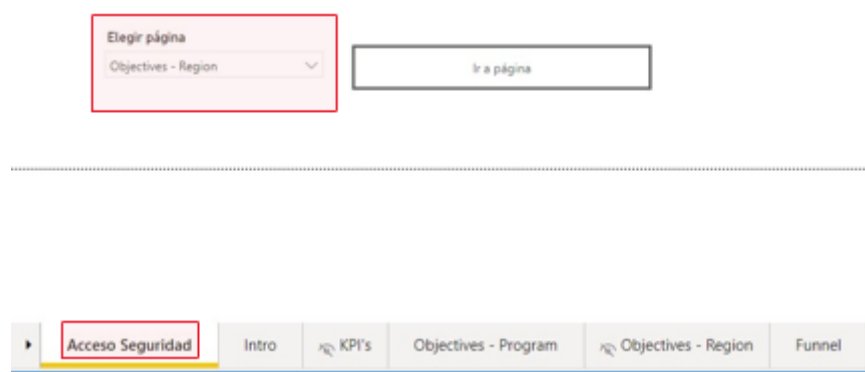 Elegir página
Objectives - Region
Ir a página
Acceso Seguridad Intro KPI's Objectives - Program Objectives - Region Funnel